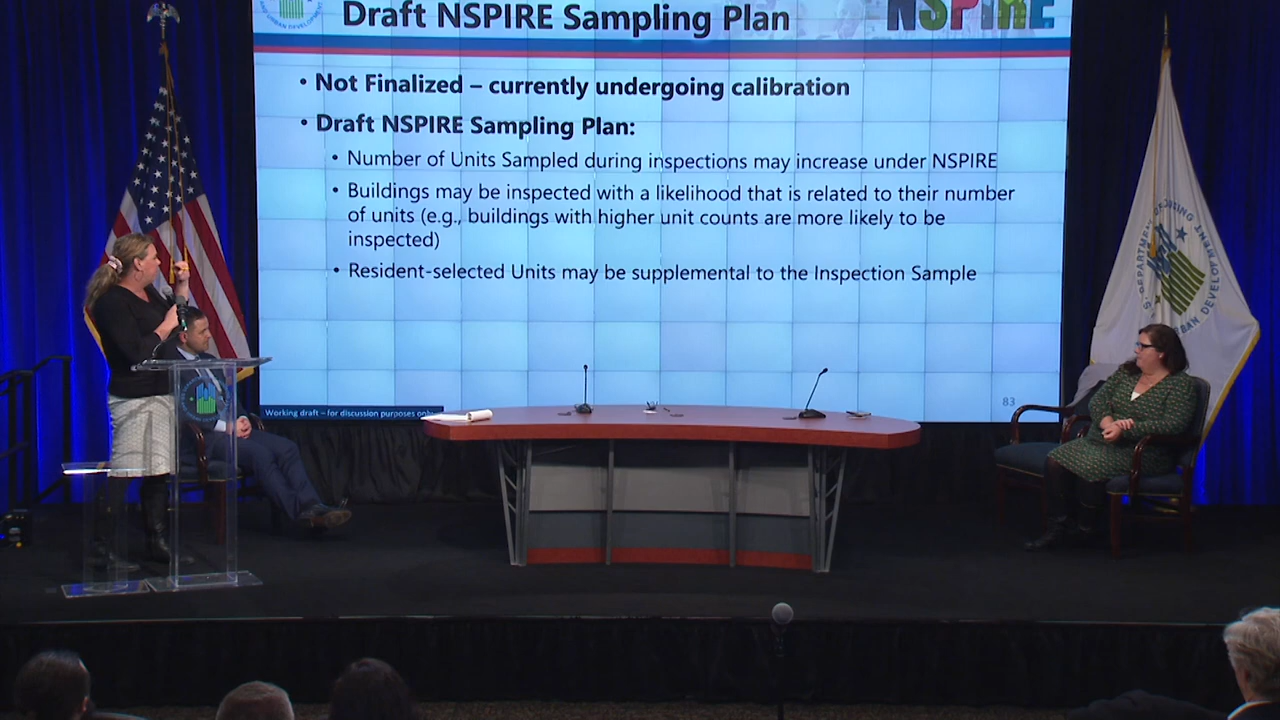 Draft NSPIRE Sampling Plan
NSPIRE
• Not Finalized – currently undergoing calibration
• Draft NSPIRE Sampling Plan:
• Number of Units Sampled during inspections may increase under NSPIRE
• Buildings may be inspected with a likelihood that is related to their number
of units (e.g., buildings with higher unit counts are more likely to be
inspected)
• Resident-selected Units may be supplemental to the Inspection Sample
Working draft – for discussion purposes only
83